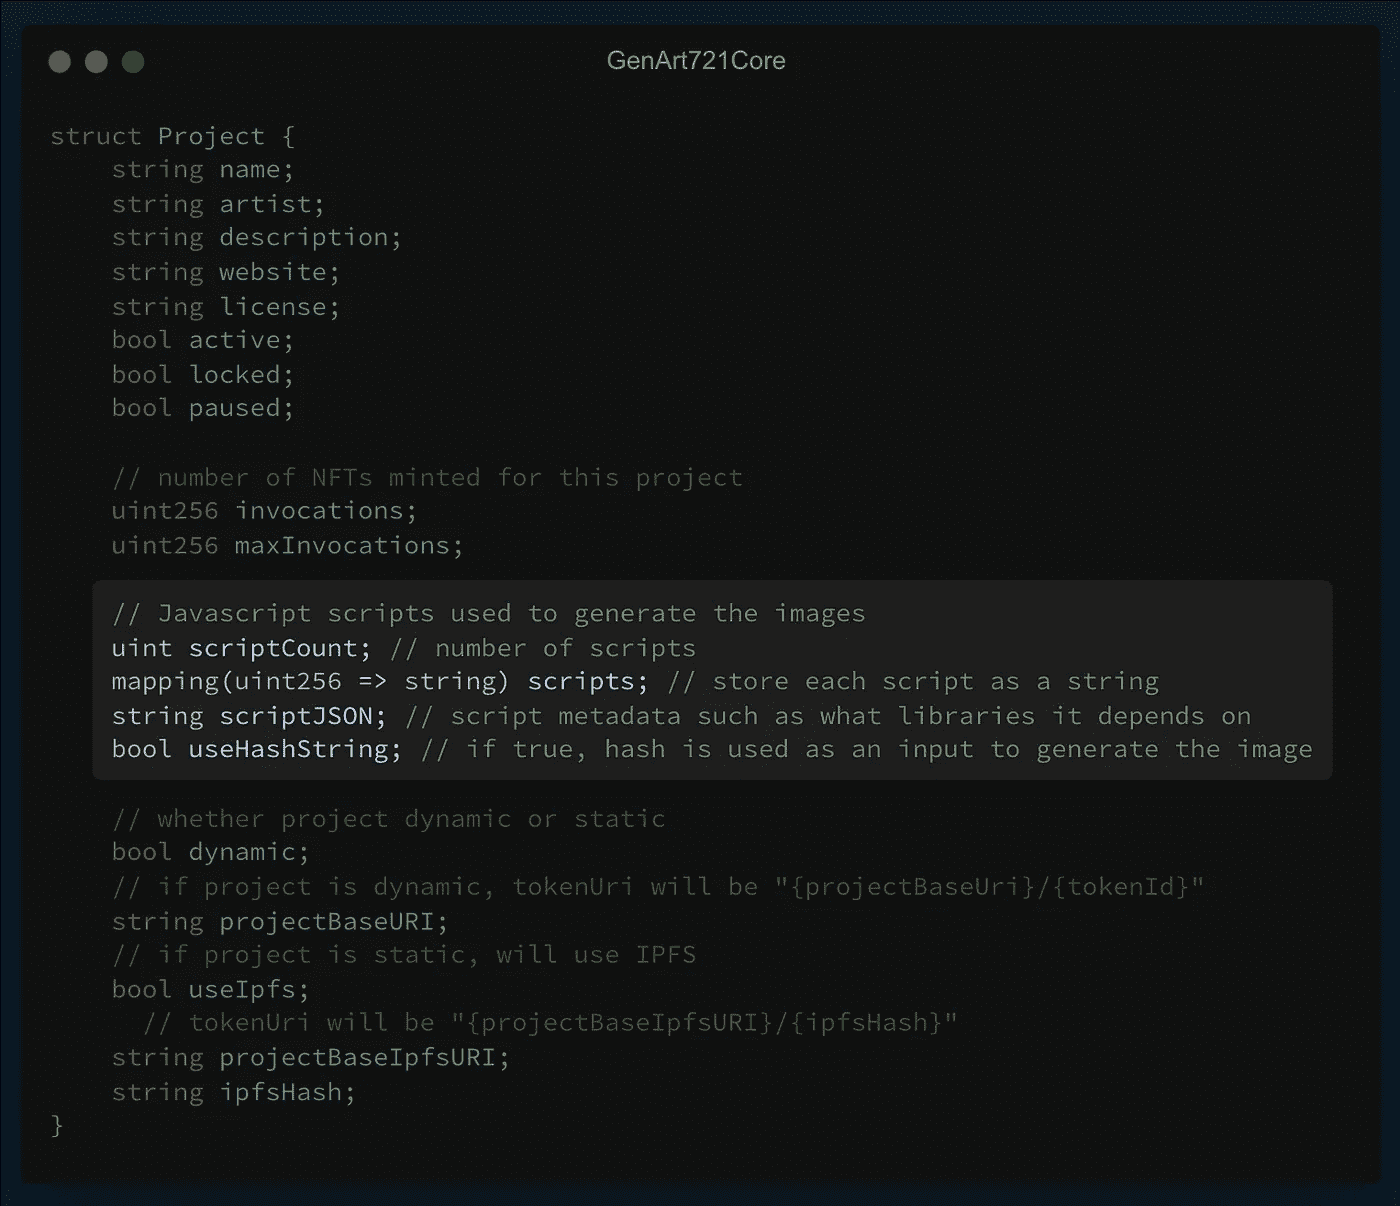 GenArt721Core
struct Project {
string name;
string artist;
string description;
string website;
string license;
bool active;
bool locked;
bool paused;
// number of NFTs minted for this project
uint256 invocations;
uint256 maxInvocations;
// Javascript scripts used to generate the images
uint scriptCount; // number of scripts
mapping(uint256 => string) scripts; // store each script as a string
string scriptJSON; // script metadata such as what libraries it depends on
bool useHashString; // if true, hash is used as an input to generate the image
// whether project dynamic or static
bool dynamic;
// if project is dynamic, tokenUri will be "{projectBaseUri}/{tokenId}"
string projectBaseURI;
// if project is static, will use IPFS
bool useIpfs;
// tokenUri will be "{projectBaseIpfsURI}/{ipfsHash}"
string projectBaseIpfsURI;
string ipfsHash;
}